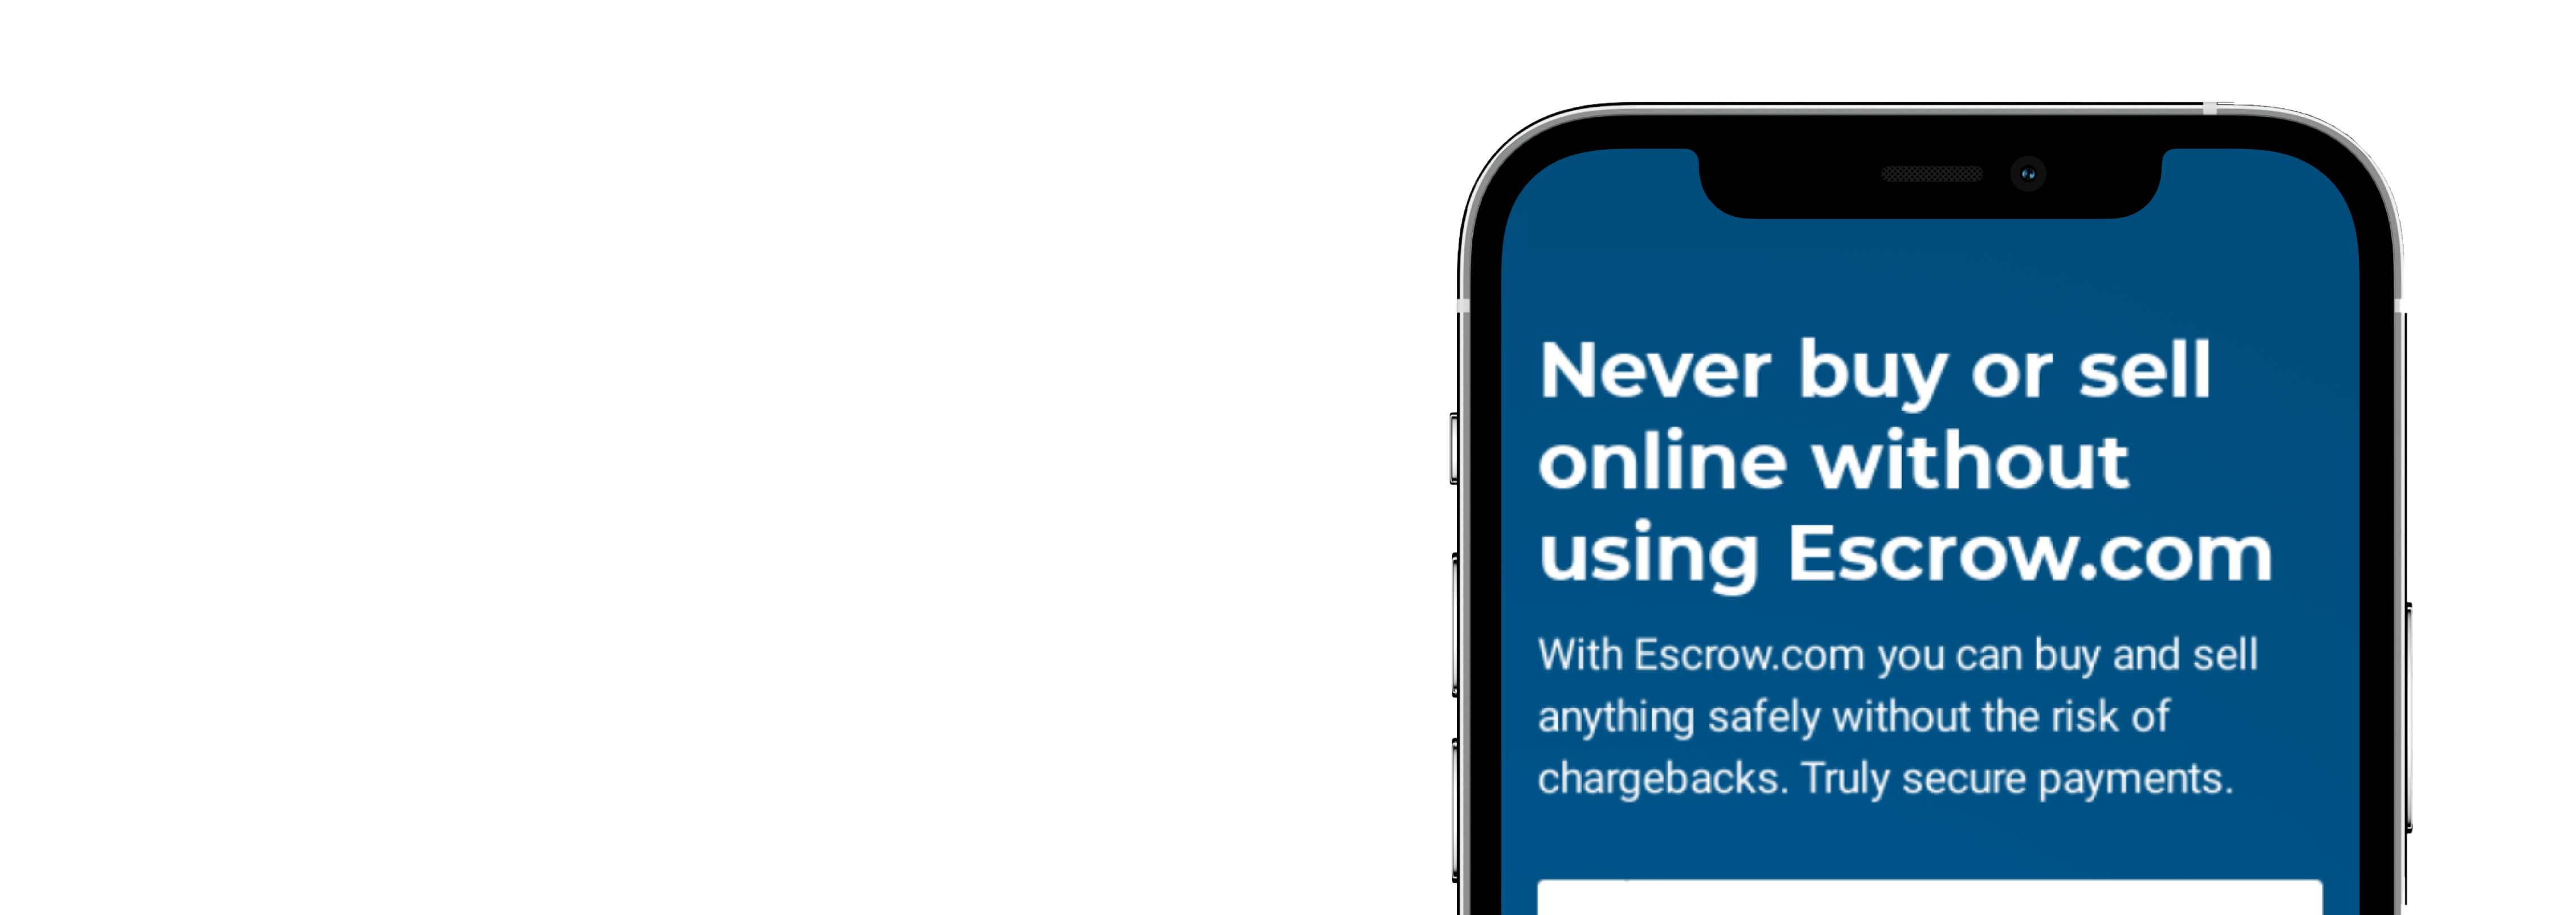 Never buy or sell
online without
using Escrow.com
With Escrow.com you can buy and sell
anything safely without the risk of
chargebacks. Truly secure payments.